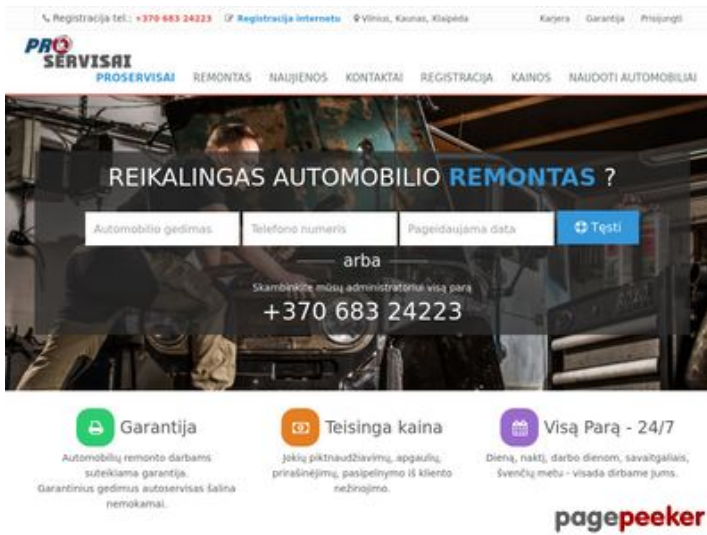 Registracija tel.: +370 683 24223 Registracija internetu Vilnius, Kaunas, Klaipėda Karjera Garantija Prisijungti
PRO
SERVISAI
PROSERVISAI REMONTAS NAUJIENOS KONTAKTAI REGISTRACIJA KAINOS NAUDOTI AUTOMOBILIAI
REIKALINGAS AUTOMOBILIO REMONTAS ?
Automobilio gedimas Telefono numeris Pageidaujama data Tęsti
arba
Skambinkite mūsų administratoriui visą parą
+370 683 24223
Garantija
Automobilių remonto darbams
suteikiama garantija.
Garantinius gedimus autoservisas šalina
nemokamai.
Teisinga kaina
Jokių piktnaudžiavimų, apgaulių,
prirašinėjimų, pasipelnymo iš kliento
nežinojimo.
Visą Parą - 24/7
Dieną, naktį, darbo dienom, savaitgaliais,
švenčių metu - visada dirbame jums.
pagepeeker